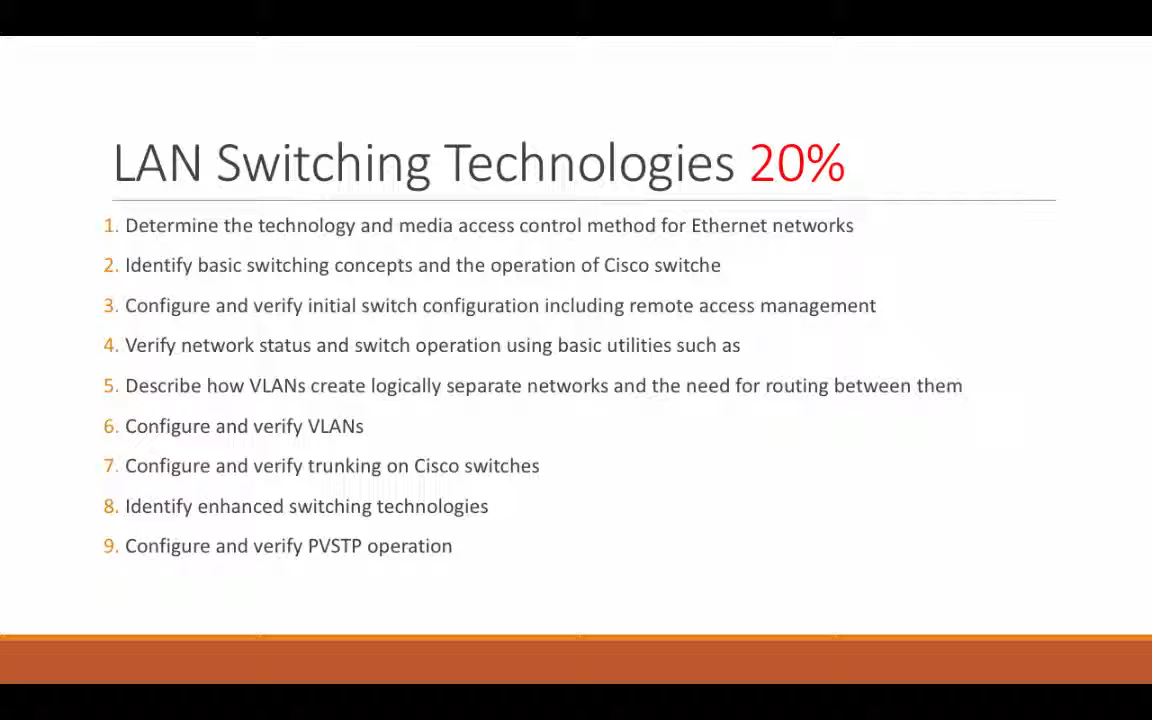 LAN Switching Technologies 20%
1. Determine the technology and media access control method for Ethernet networks
2. Identify basic switching concepts and the operation of Cisco switche
3. Configure and verify initial switch configuration including remote access management
4. Verify network status and switch operation using basic utilities such as
5. Describe how VLANs create logically separate networks and the need for routing between them
6. Configure and verify VLANs
7. Configure and verify trunking on Cisco switches
8. Identify enhanced switching technologies
9. Configure and verify PVSTP operation